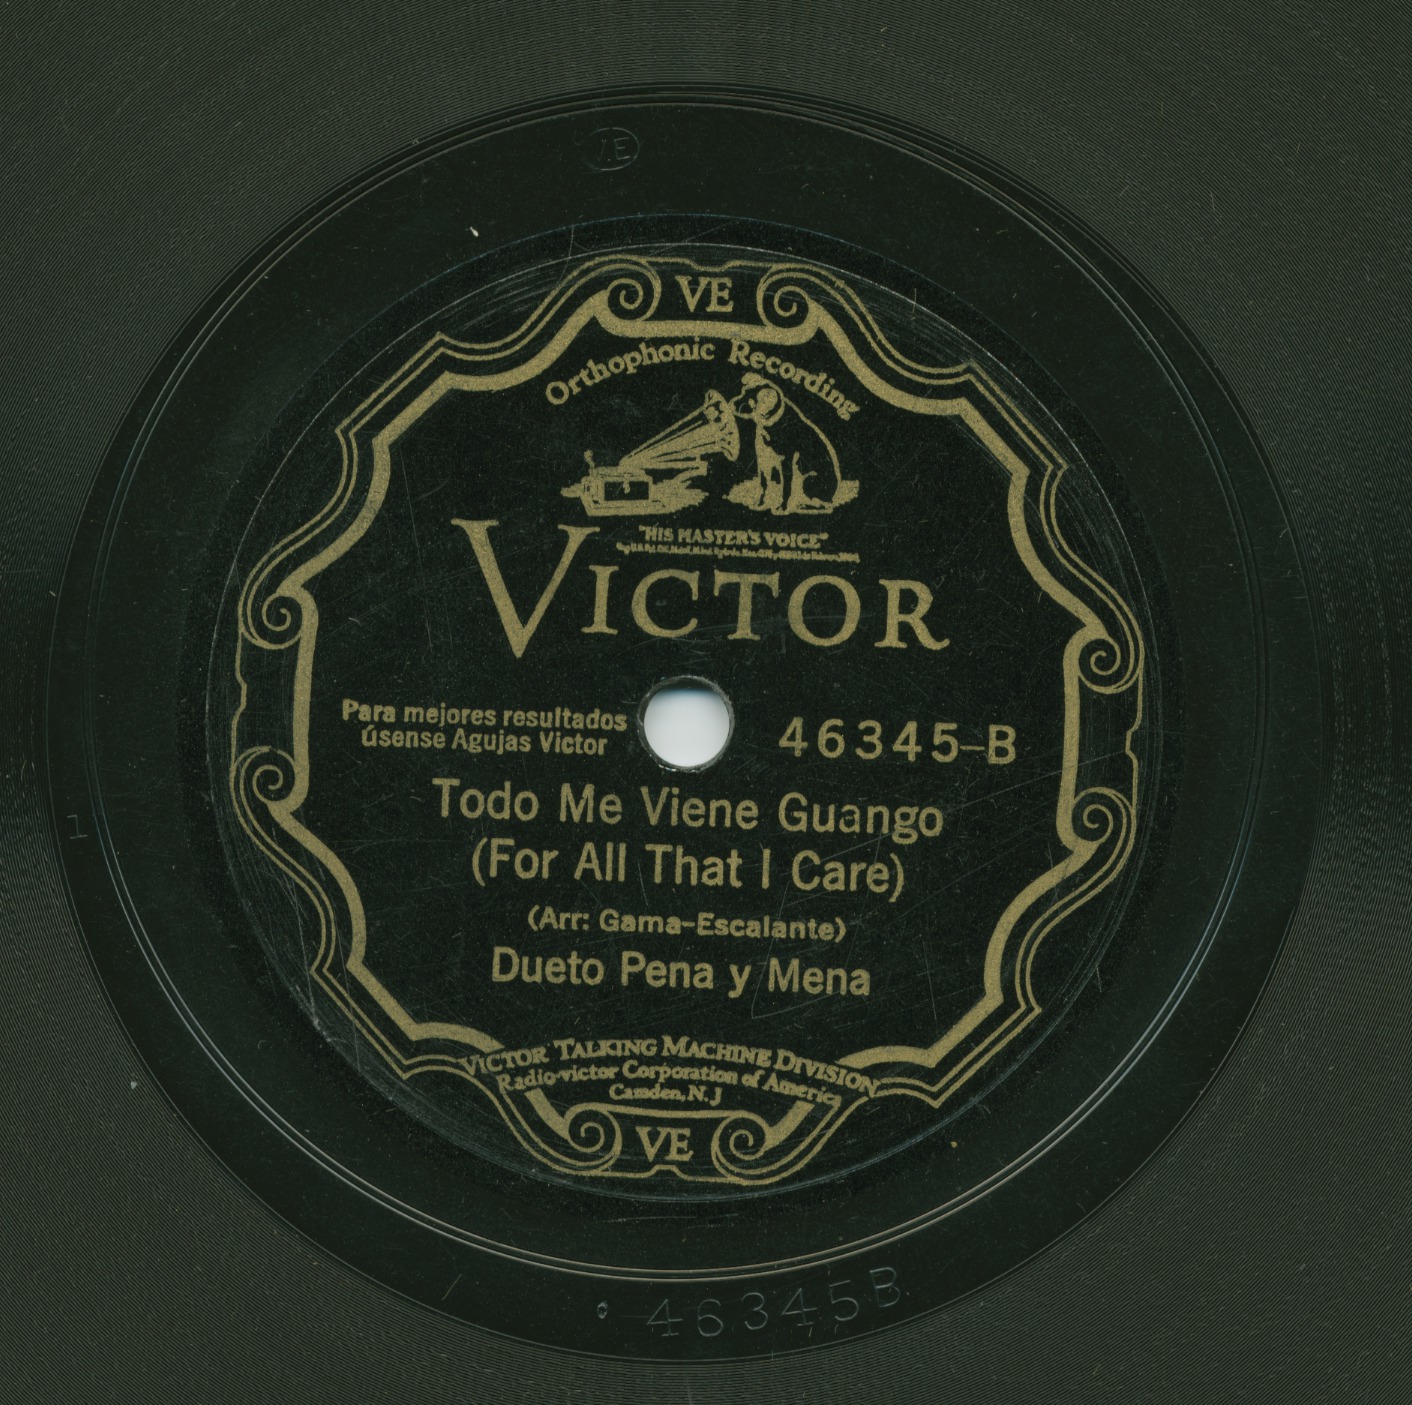 VE
VE
Orthophonic Recording
"HIS MASTER'S VOICE"
VICTOR
Para mejores resultados
úsense Agujas Victor
46345-B
Todo Me Viene Guango
(For All That I Care)
(Arr: Gama-Escalante)
Dueto Pena y Mena
VICTOR TALKING MACHINE DIVISION
Radio-victor Corporation of America
Camden, N. J
VE
1
46345B